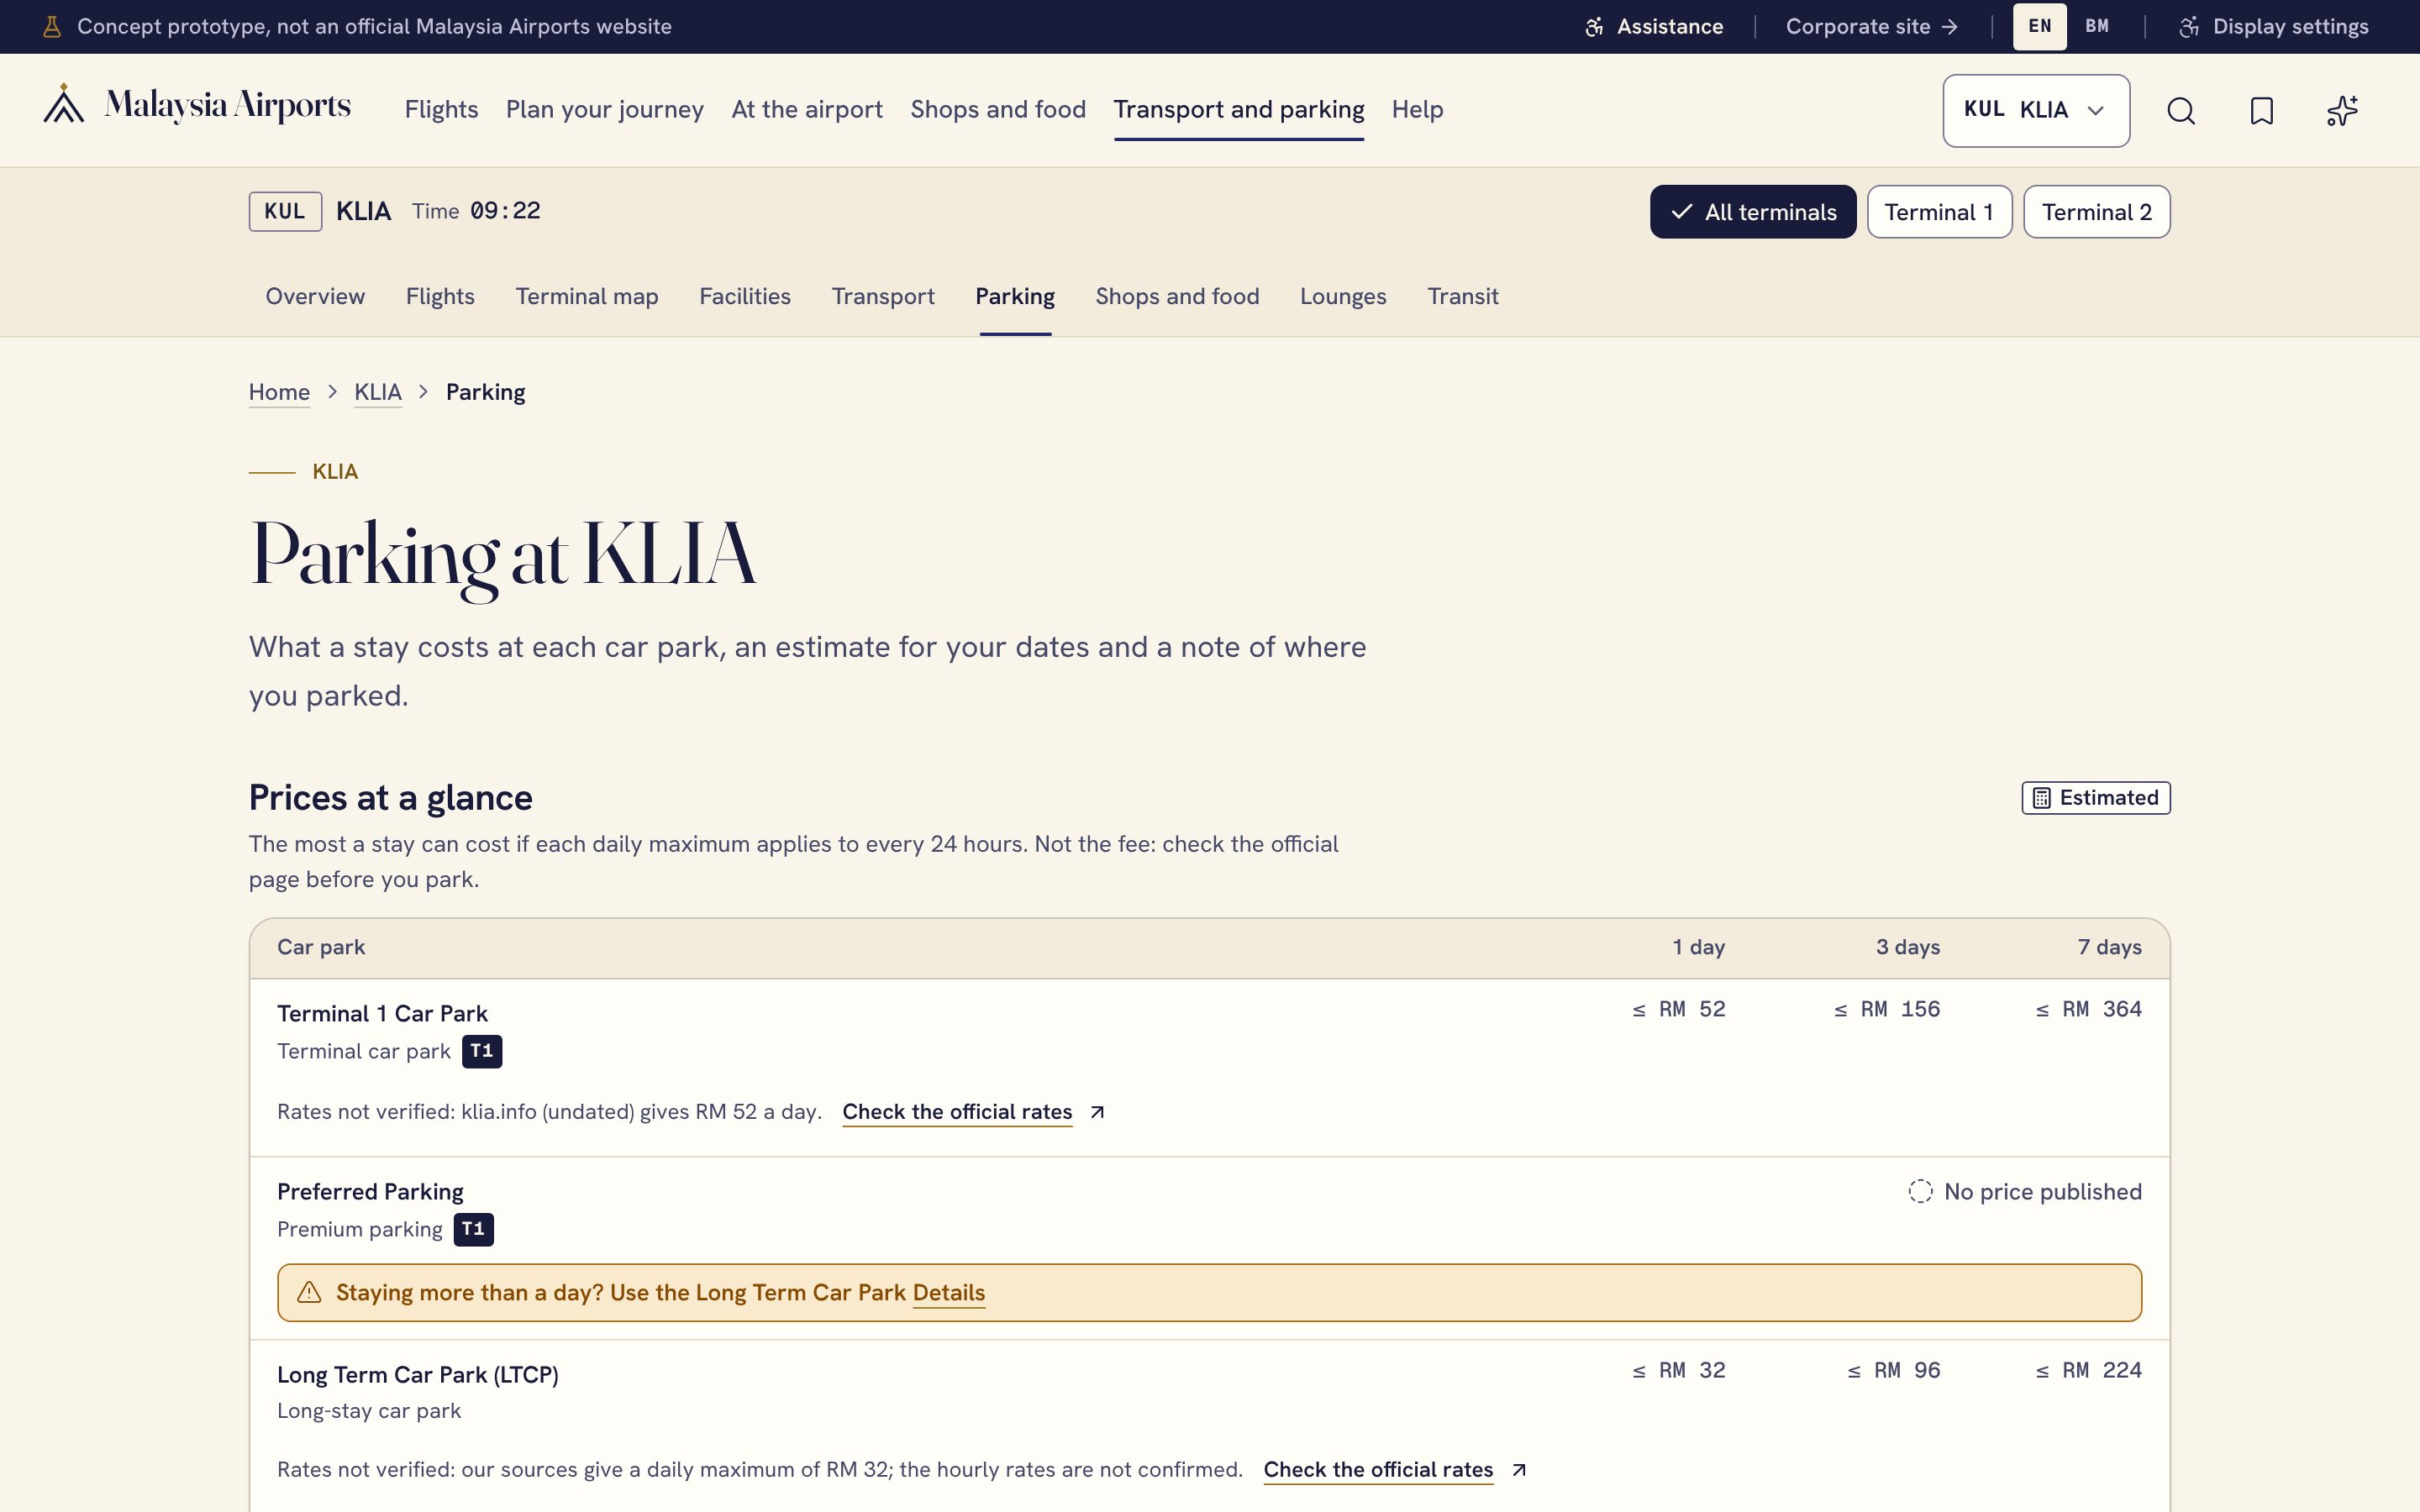 Concept prototype, not an official Malaysia Airports website
Assistance
Corporate site →
EN
BM
Display settings
Malaysia Airports
Flights
Plan your journey
At the airport
Shops and food
Transport and parking
Help
KUL KLIA
KUL KLIA Time 09:22
All terminals
Terminal 1
Terminal 2
Overview
Flights
Terminal map
Facilities
Transport
Parking
Shops and food
Lounges
Transit
Home > KLIA > Parking
KLIA
Parking at KLIA
What a stay costs at each car park, an estimate for your dates and a note of where
you parked.
Prices at a glance
Estimated
The most a stay can cost if each daily maximum applies to every 24 hours. Not the fee: check the official
page before you park.
Car park 1 day 3 days 7 days
Terminal 1 Car Park ≤ RM 52 ≤ RM 156 ≤ RM 364
Terminal car park T1
Rates not verified: klia.info (undated) gives RM 52 a day. Check the official rates
Preferred Parking No price published
Premium parking T1
Staying more than a day? Use the Long Term Car Park Details
Long Term Car Park (LTCP) ≤ RM 32 ≤ RM 96 ≤ RM 224
Long-stay car park
Rates not verified: our sources give a daily maximum of RM 32; the hourly rates are not confirmed. Check the official rates